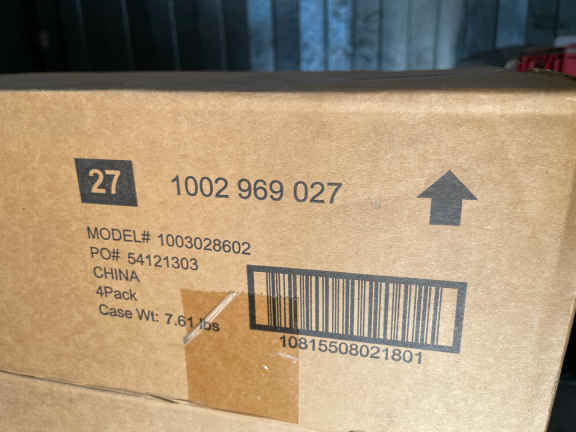 27
1002 969 027
MODEL# 1003028602
PO# 54121303
CHINA
4Pack
Case Wt: 7.61 lbs
10815508021801